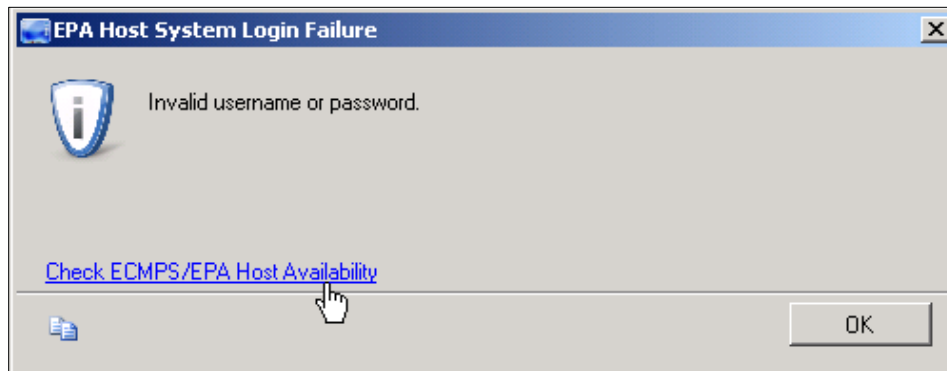 EPA Host System Login Failure
Invalid username or password.
Check ECMPS/EPA Host Availability
OK